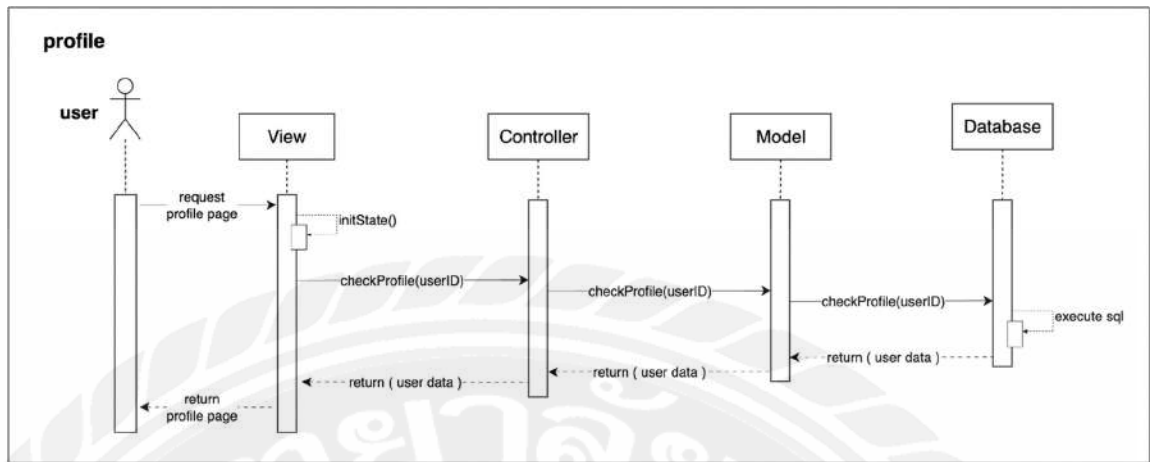 profile
user
View
Controller
Model
Database
request
profile page
initState()
checkProfile(userID)
checkProfile(userID)
checkProfile(userID)
execute sql
return ( user data )
return ( user data )
return ( user data )
return
profile page